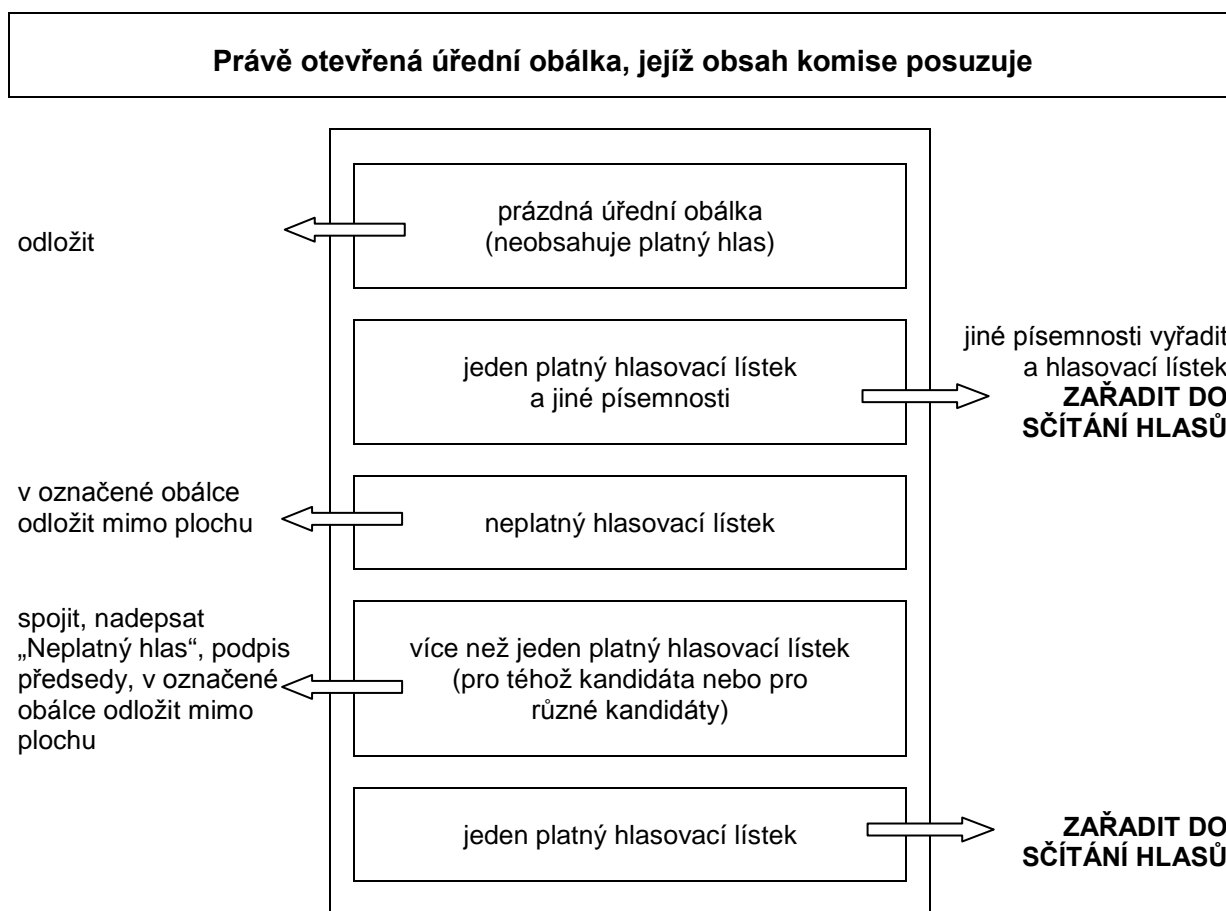 Právě otevřená úřední obálka, jejíž obsah komise posuzuje
odložit
prázdná úřední obálka
(neobsahuje platný hlas)
jeden platný hlasovací lístek
a jiné písemnosti
jiné písemnosti vyřadit
a hlasovací lístek
ZAŘADIT DO
SČÍTÁNÍ HLASŮ
v označené obálce
odložit mimo plochu
neplatný hlasovací lístek
spojit, nadepsat
„Neplatný hlas“, podpis
předsedy, v označené
obálce odložit mimo
plochu
více než jeden platný hlasovací lístek
(pro téhož kandidáta nebo pro
různé kandidáty)
jeden platný hlasovací lístek
ZAŘADIT DO
SČÍTÁNÍ HLASŮ